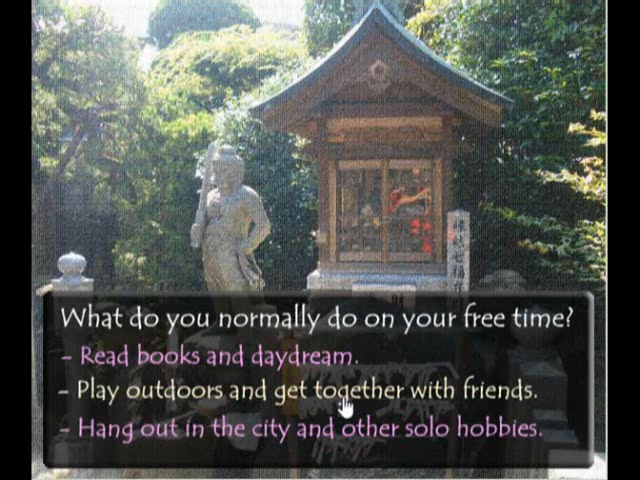 What do you normally do on your free time?
- Read books and daydream.
- Play outdoors and get together with friends.
- Hang out in the city and other solo hobbies.